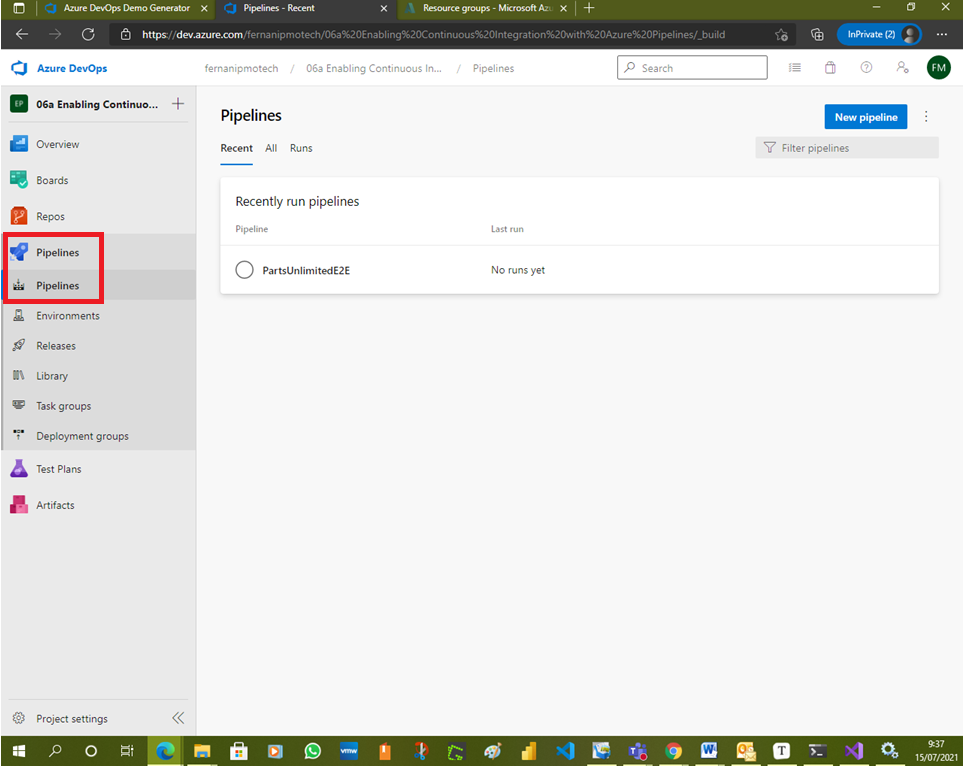 Azure DevOps Demo Generator
Pipelines - Recent
Resource groups - Microsoft Az
https://dev.azure.com/fernanipmotech/06a%20Enabling%20Continuous%20Integration%20with%20Azure%20Pipelines/_build
InPrivate (2)
Azure DevOps
fernanipmotech / 06a Enabling Continuous In... / Pipelines
Search
FM
EP
06a Enabling Continuo...
Overview
Boards
Repos
Pipelines
Pipelines
Environments
Releases
Library
Task groups
Deployment groups
Test Plans
Artifacts
Project settings
Pipelines
New pipeline
Recent All Runs
Filter pipelines
Recently run pipelines
Pipeline Last run
PartsUnlimitedE2E No runs yet
vmw
T
9:37
15/07/2021